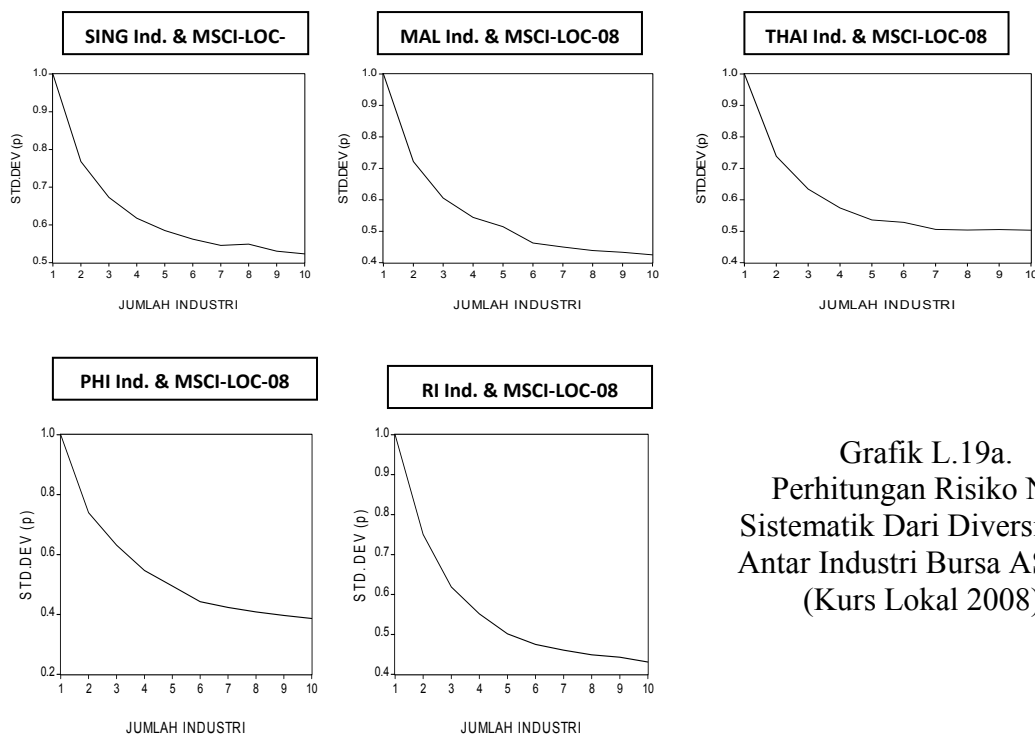 SING Ind. & MSCI-LOC-
1.0
0.9
0.8
0.7
0.6
0.5
STD.DEV (p)
1 2 3 4 5 6 7 8 9 10
JUMLAH INDUSTRI
MAL Ind. & MSCI-LOC-08
1.0
0.9
0.8
0.7
0.6
0.5
0.4
STD.DEV (p)
1 2 3 4 5 6 7 8 9 10
JUMLAH INDUSTRI
THAI Ind. & MSCI-LOC-08
1.0
0.9
0.8
0.7
0.6
0.5
0.4
STD.DEV (p)
1 2 3 4 5 6 7 8 9 10
JUMLAH INDUSTRI
PHI Ind. & MSCI-LOC-08
1.0
0.8
0.6
0.4
0.2
STD.DEV (p)
1 2 3 4 5 6 7 8 9 10
JUMLAH INDUSTRI
RI Ind. & MSCI-LOC-08
1.0
0.9
0.8
0.7
0.6
0.5
0.4
STD. DEV (p)
1 2 3 4 5 6 7 8 9 10
JUMLAH INDUSTRI
Grafik L.19a.
Perhitungan Risiko
Sistematik Dari
Antar Industri Bursa
(Kurs Lokal 2008)